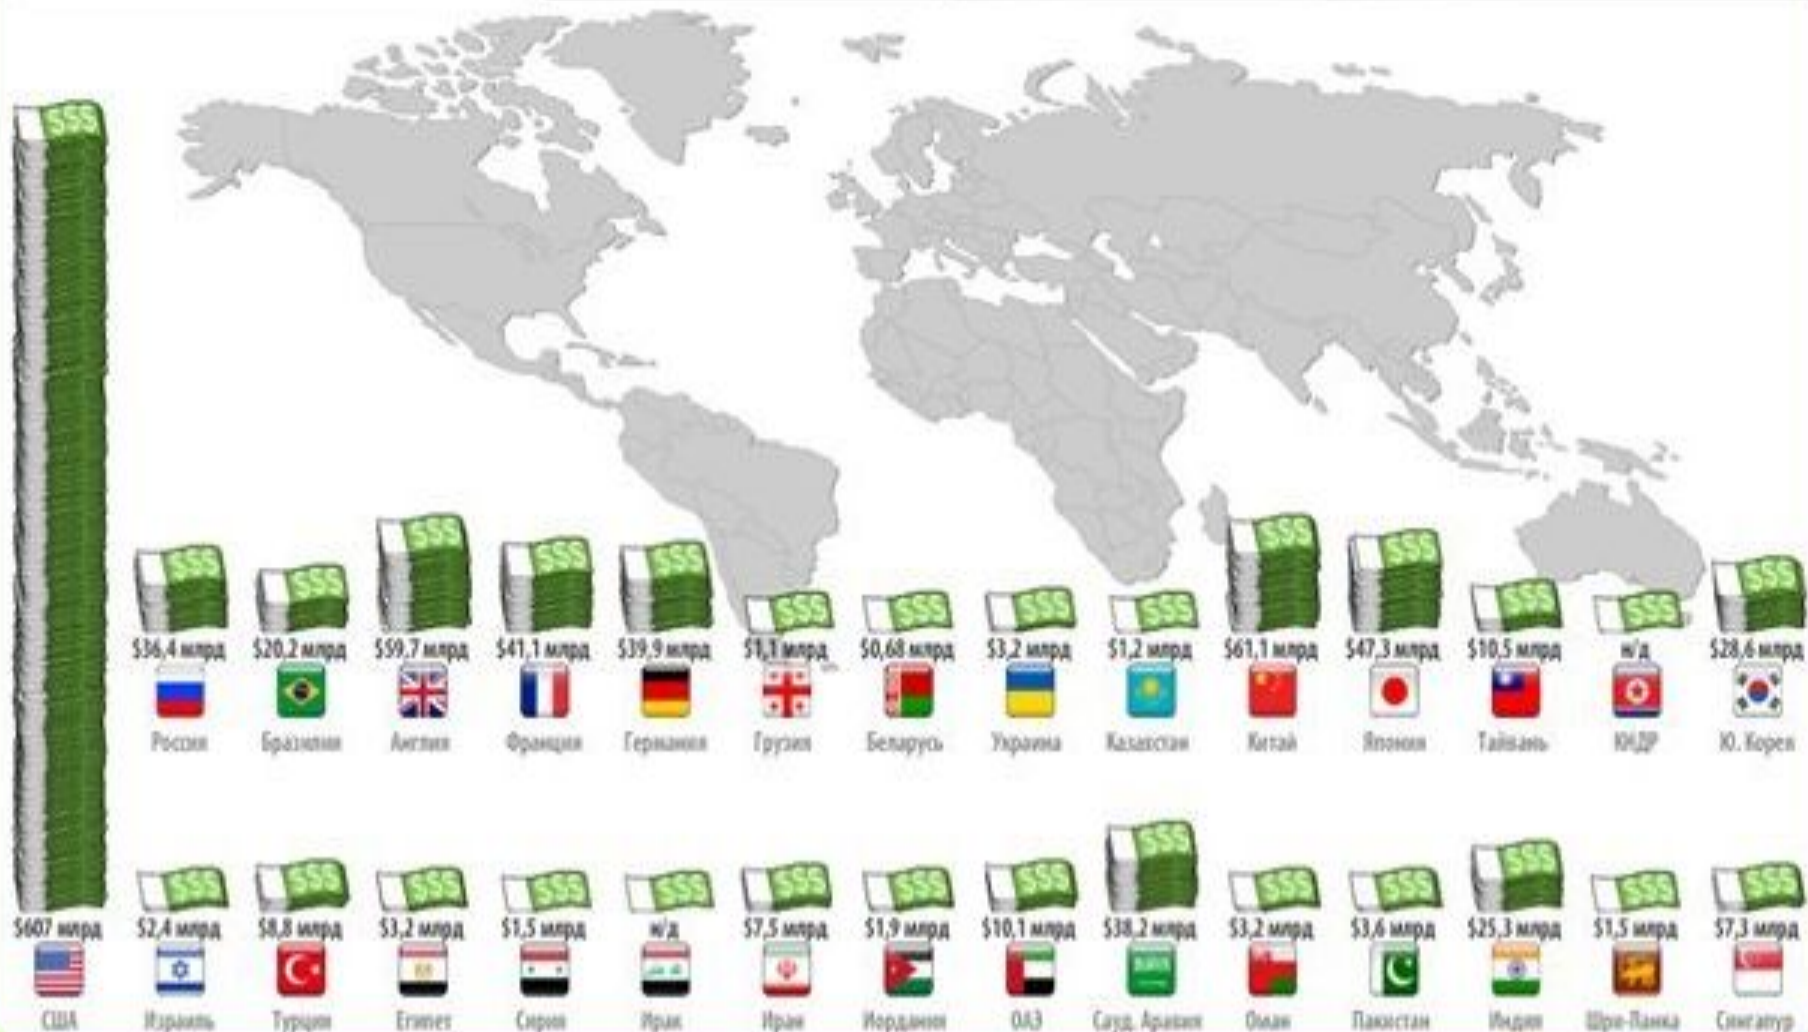 $$$
$$$ $$$ $$$ $$$ $$$ $$$ $$$ $$$ $$$ $$$ $$$ $$$ $$$ $$$
$36,4 млрд $20,2 млрд $59,7 млрд $41,1 млрд $39,9 млрд $1,1 млрд $0,68 млрд $3,2 млрд $1,2 млрд $61,1 млрд $47,3 млрд $10,5 млрд н/д $28,6 млрд
Россия Бразилия Англия Франция Германия Грузия Беларусь Украина Казахстан Китай Япония Тайвань КНДР Ю. Корея
$$$ $$$ $$$ $$$ $$$ $$$ $$$ $$$ $$$ $$$ $$$ $$$ $$$ $$$
$607 млрд $2,4 млрд $8,8 млрд $3,2 млрд $1,5 млрд н/д $7,5 млрд $1,9 млрд $10,1 млрд $38,2 млрд $3,2 млрд $3,6 млрд $25,3 млрд $1,5 млрд $7,3 млрд
США Израиль Турция Египет Сирия Ирак Иран Иордания ОАЭ Сауд. Аравия Оман Пакистан Индия Шри-Ланка Сингапур